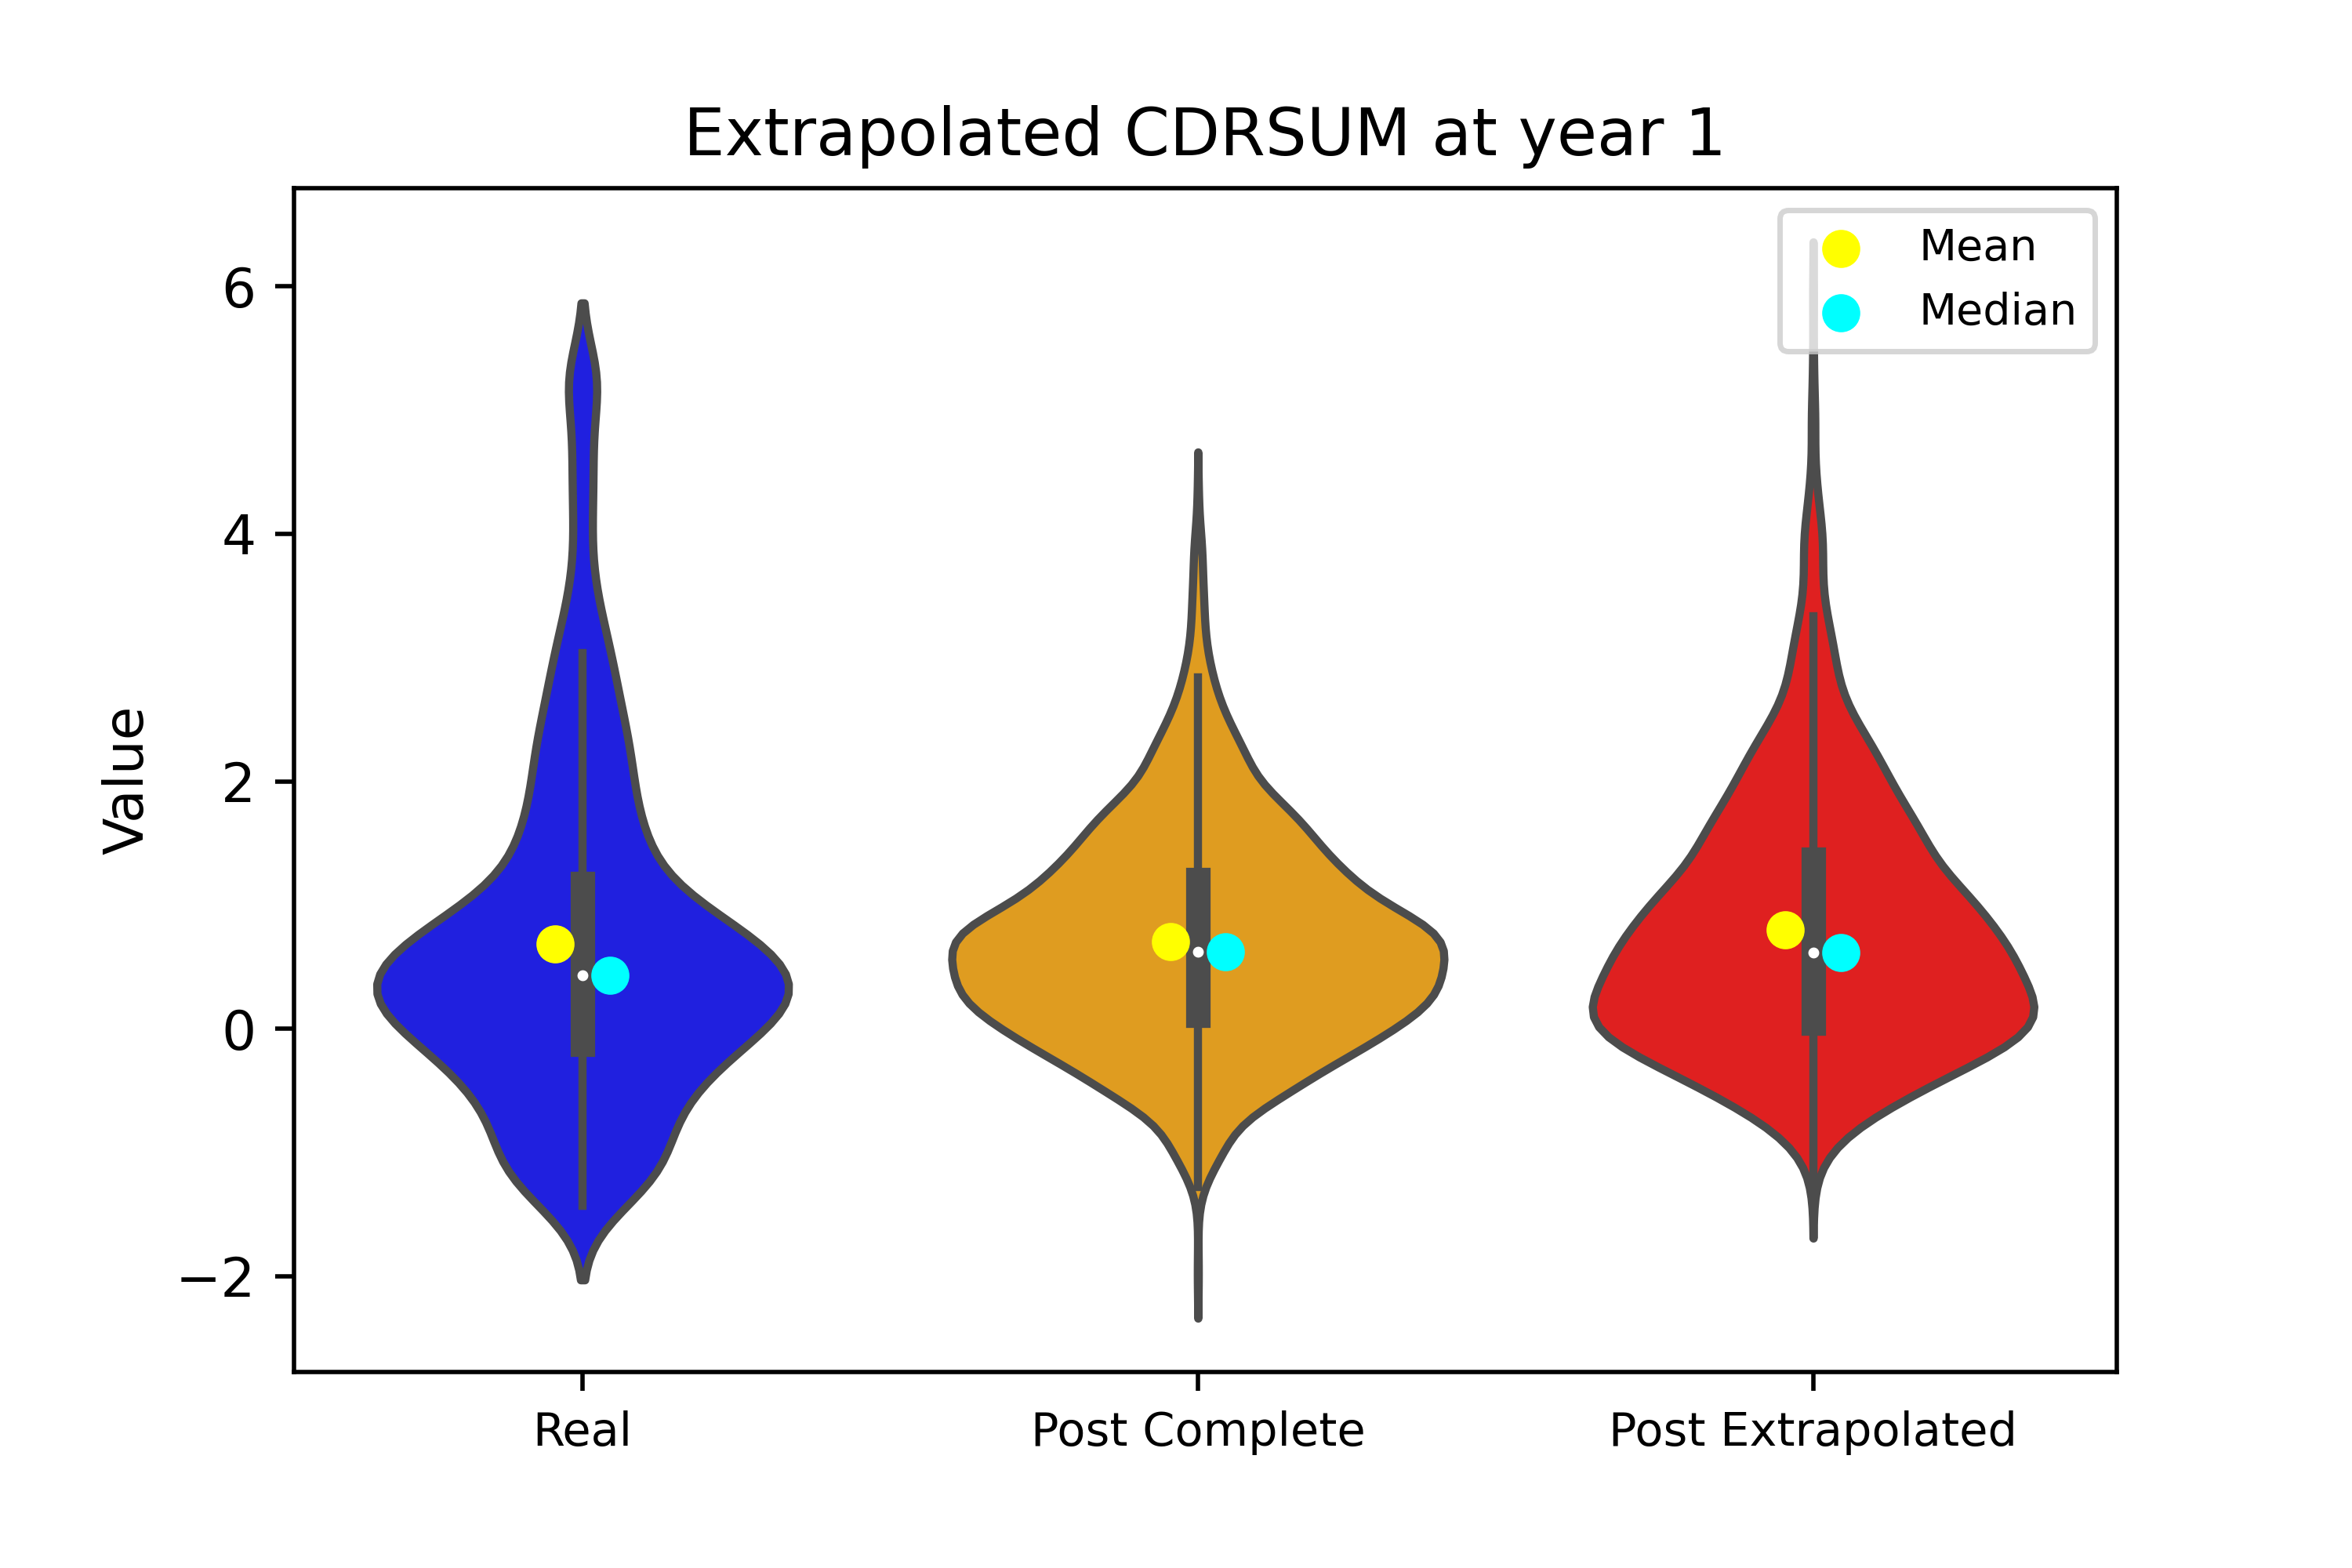 Extrapolated CDRSUM at year 1
Mean
Median
6
4
2
0
−2
Value
Real
Post Complete
Post Extrapolated